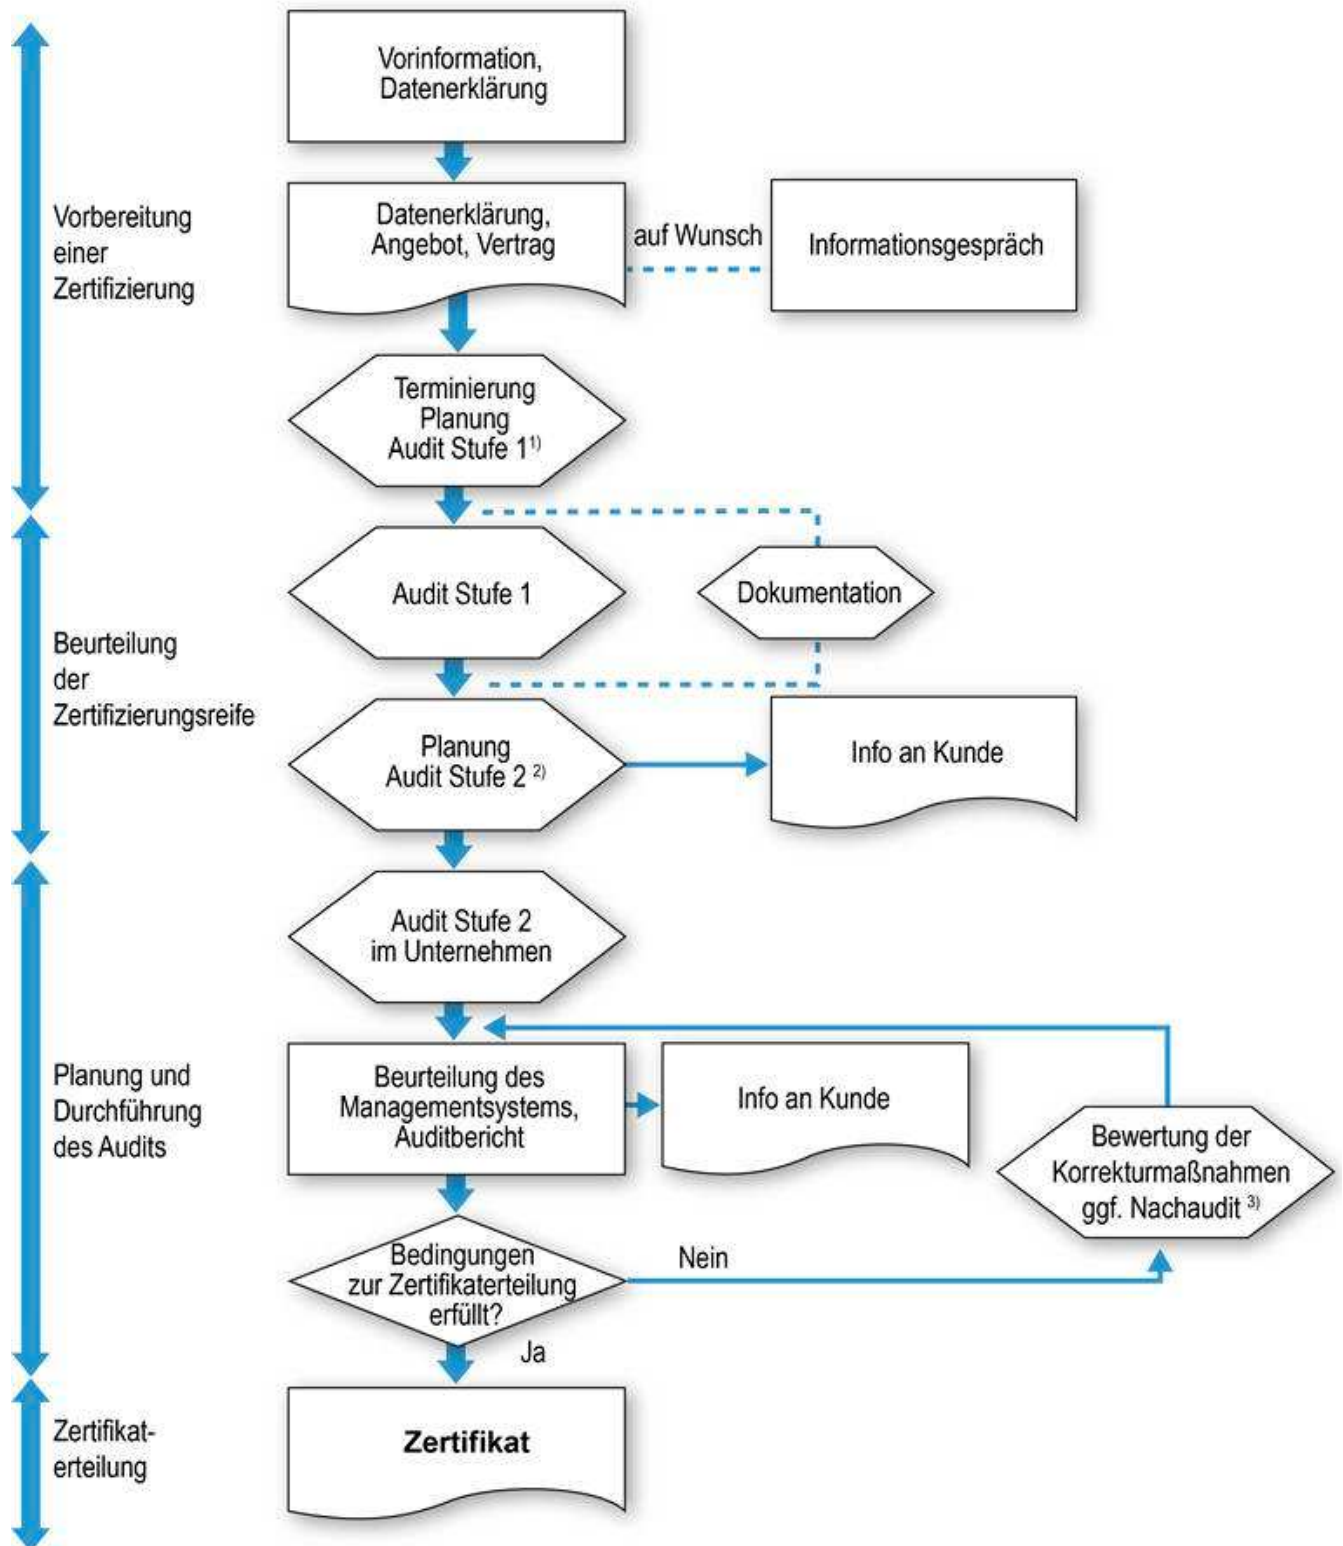 Vorinformation,
Datenerklärung
Vorbereitung
einer
Zertifizierung
Datenerklärung,
Angebot, Vertrag
auf Wunsch
Informationsgespräch
Terminierung
Planung
Audit Stufe 1¹⁾
Beurteilung
der
Zertifizierungsreife
Audit Stufe 1
Dokumentation
Planung
Audit Stufe 2 ²⁾
Info an Kunde
Audit Stufe 2
im Unternehmen
Planung und
Durchführung
des Audits
Beurteilung des
Managementsystems,
Auditbericht
Info an Kunde
Bewertung der
Korrekturmaßnahmen
ggf. Nachaudit ³⁾
Bedingungen
zur Zertifikaterteilung
erfüllt?
Nein
Ja
Zertifikat-
erteilung
Zertifikat